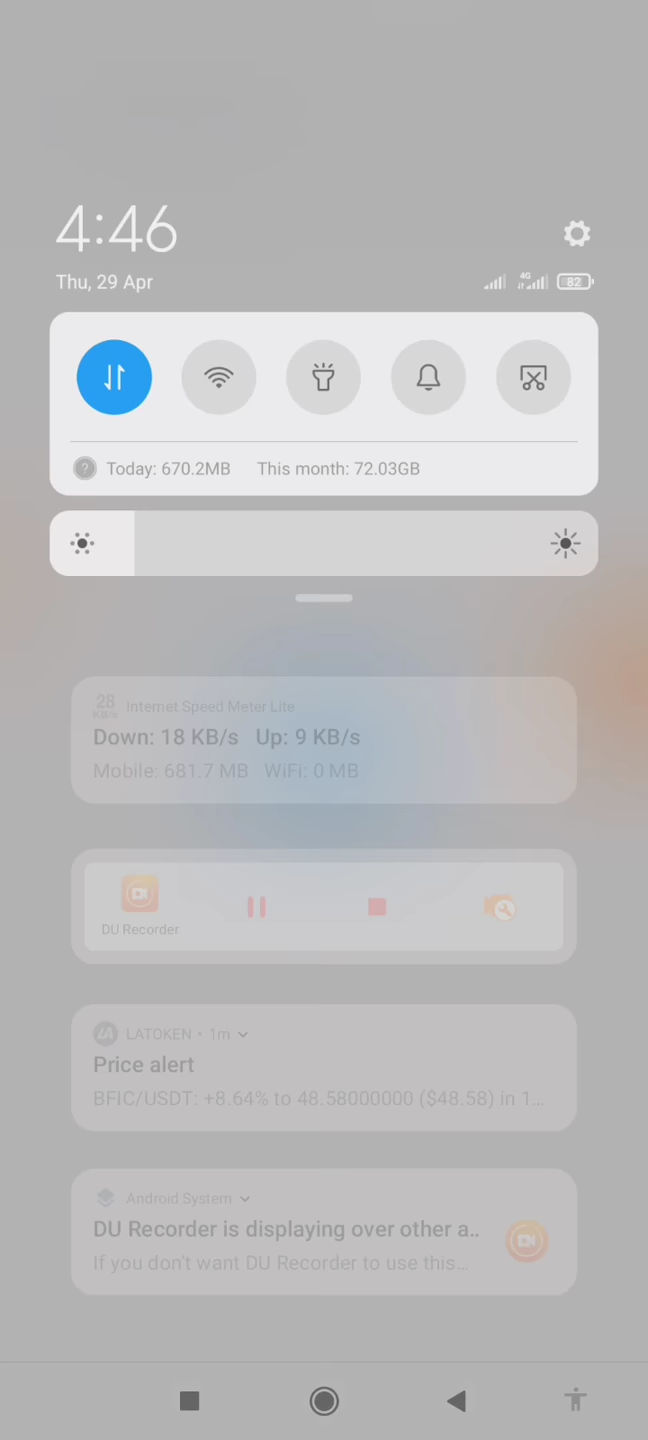 4:46
Thu, 29 Apr
4G
82
Today: 670.2MB This month: 72.03GB
28
KB/s
Internet Speed Meter Lite
Down: 18 KB/s Up: 9 KB/s
Mobile: 681.7 MB WiFi: 0 MB
DU Recorder
LA
LATOKEN • 1m
Price alert
BFIC/USDT: +8.64% to 48.58000000 ($48.58) in 1...
Android System
DU Recorder is displaying over other a..
If you don't want DU Recorder to use this...